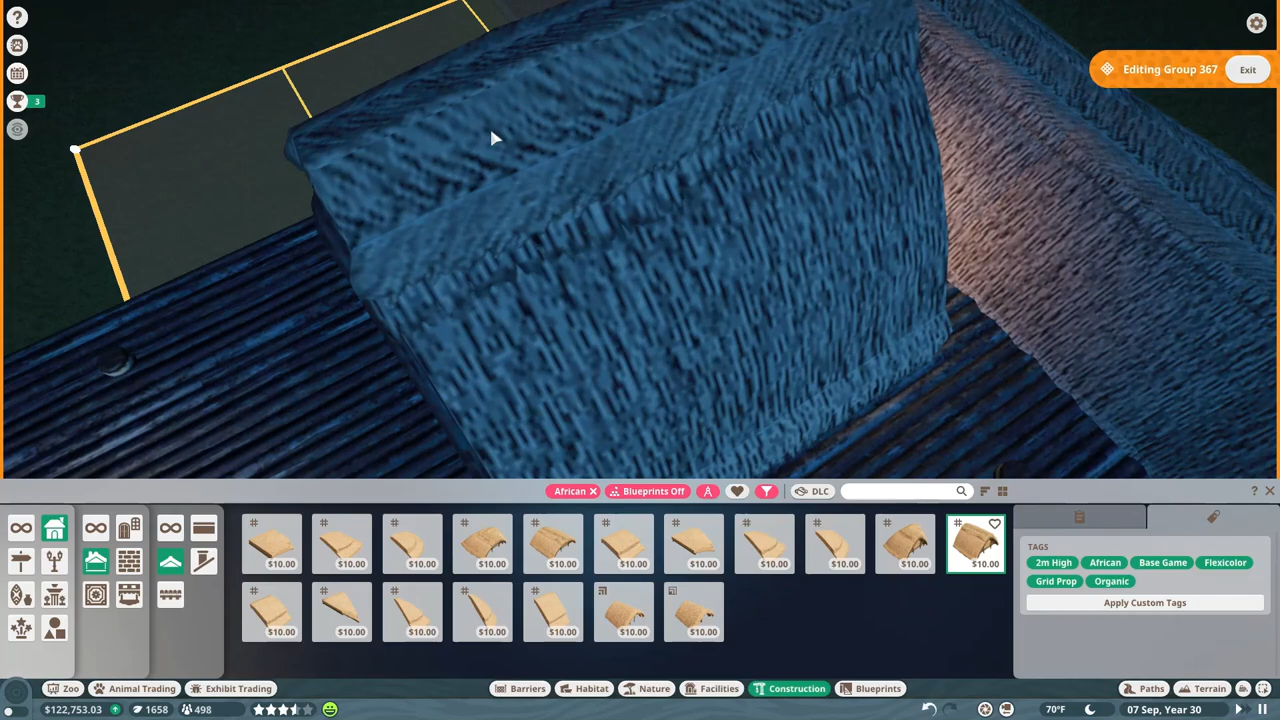 ?
3
Editing Group 367
Exit
African ×
Blueprints Off
DLC
? ×
$10.00 $10.00 $10.00 $10.00 $10.00 $10.00 $10.00 $10.00 $10.00 $10.00 $10.00
$10.00 $10.00 $10.00 $10.00 $10.00 $10.00 $10.00
TAGS
2m High African Base Game Flexicolor
Grid Prop Organic
Apply Custom Tags
Zoo Animal Trading Exhibit Trading Barriers Habitat Nature Facilities Construction Blueprints Paths Terrain
$122,753.03 1658 498 70°F 07 Sep, Year 30